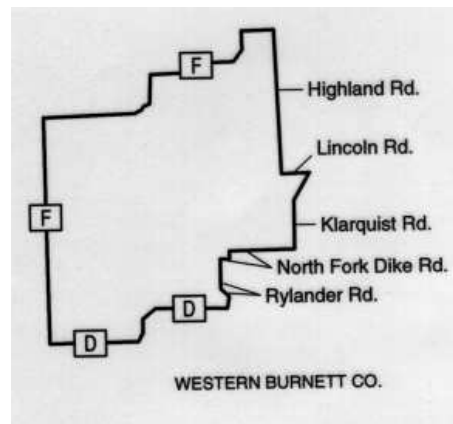 F
Highland Rd.
Lincoln Rd.
F
Klarquist Rd.
North Fork Dike Rd.
Rylander Rd.
D
D
WESTERN BURNETT CO.